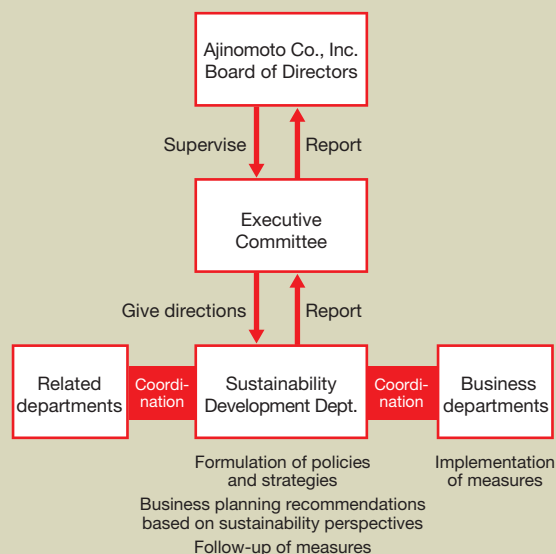 Ajinomoto Co., Inc.
Board of Directors
Supervise
Report
Executive
Committee
Give directions
Report
Related
departments
Coordi-
nation
Sustainability
Development Dept.
Coordi-
nation
Business
departments
Formulation of policies
and strategies
Business planning recommendations
based on sustainability perspectives
Follow-up of measures
Implementation
of measures